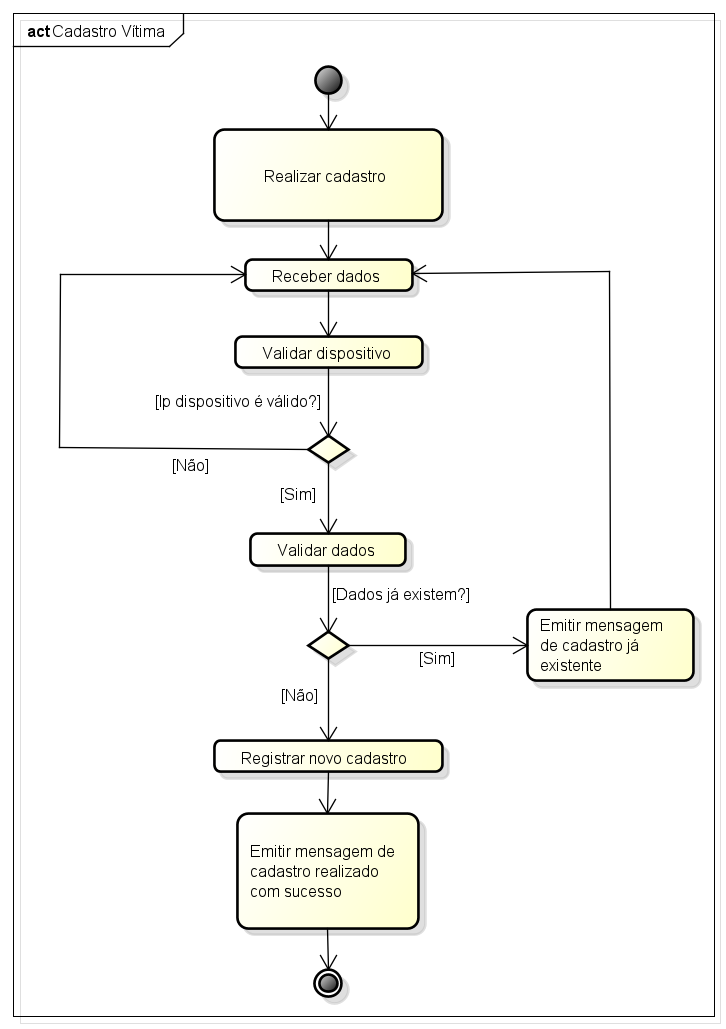 act Cadastro Vítima
Realizar cadastro
Receber dados
Validar dispositivo
[Ip dispositivo é válido?]
[Não]
[Sim]
Validar dados
[Dados já existem?]
Emitir mensagem
de cadastro já
existente
[Sim]
[Não]
Registrar novo cadastro
Emitir mensagem de
cadastro realizado
com sucesso